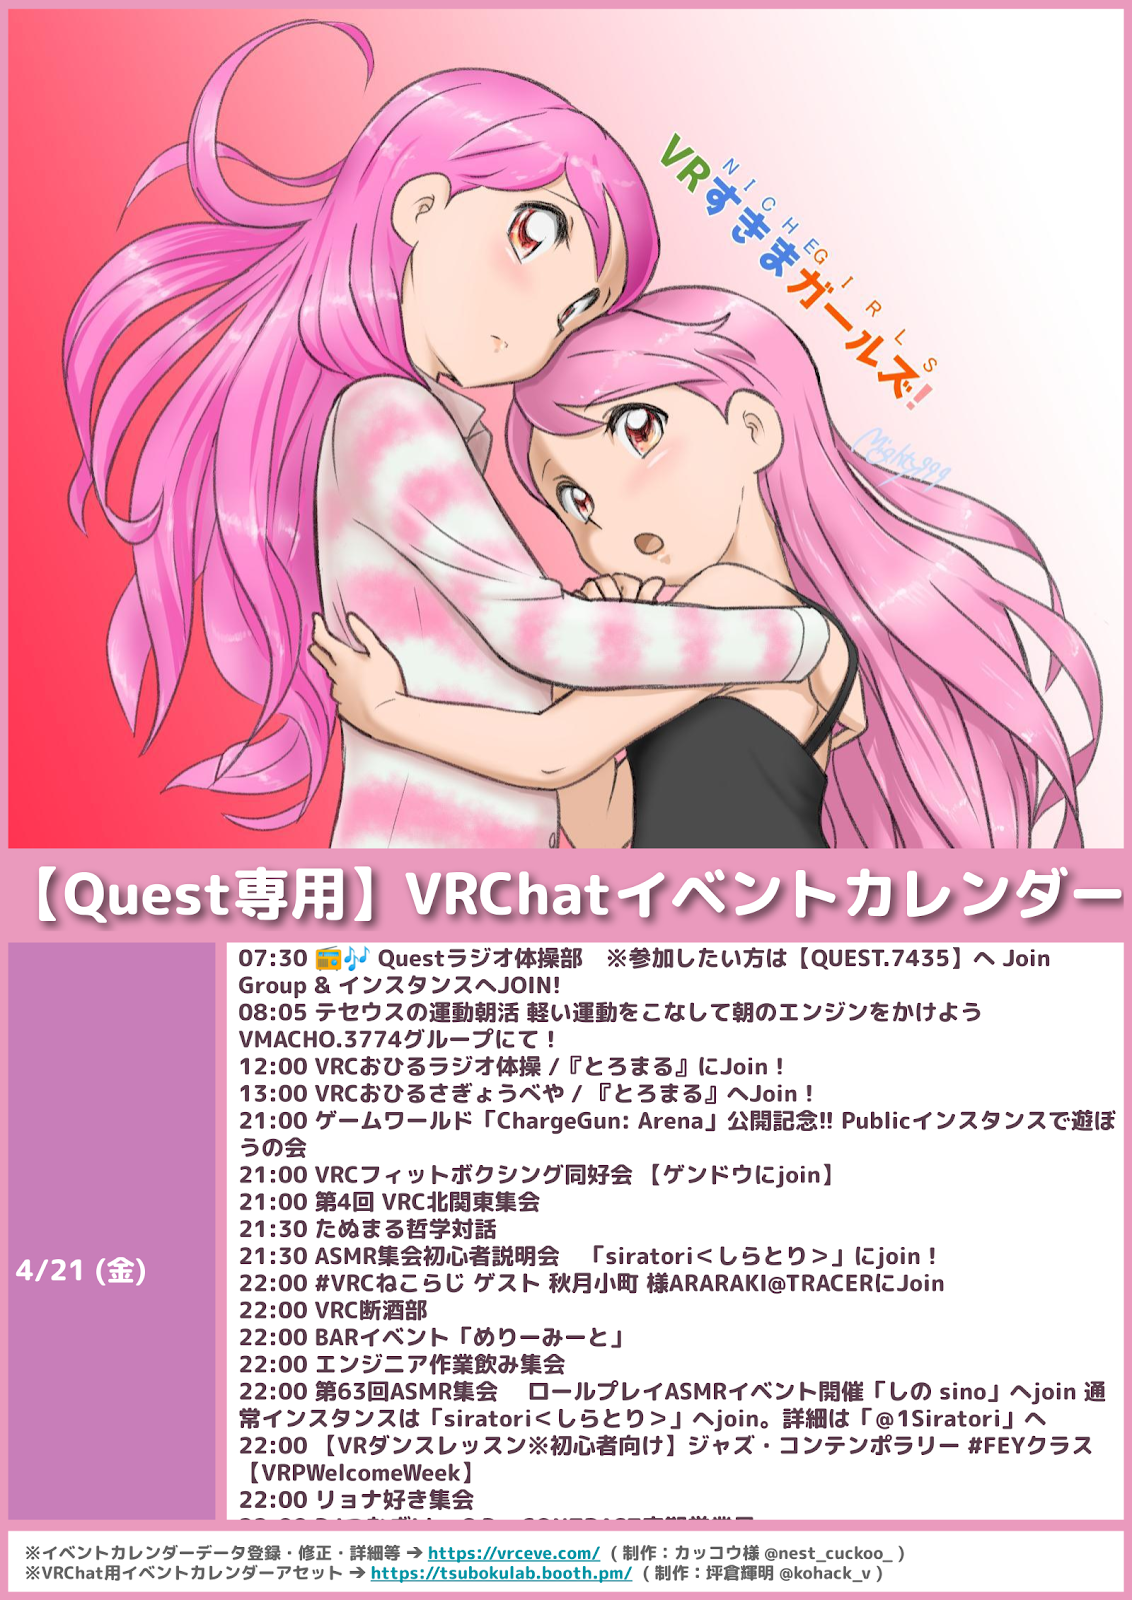 VRすきまガールズ!
NICHE GIRLS
Mighty999
【Quest専用】VRChatイベントカレンダー
4/21 (金)
07:30 📻🎶 Questラジオ体操部　※参加したい方は【QUEST.7435】へ Join
Group & インスタンスへJOIN!
08:05 テセウスの運動朝活 軽い運動をこなして朝のエンジンをかけよう
VMACHO.3774グループにて！
12:00 VRCおひるラジオ体操 /『とろまる』にJoin！
13:00 VRCおひるさぎょうべや / 『とろまる』へJoin！
21:00 ゲームワールド「ChargeGun: Arena」公開記念!! Publicインスタンスで遊ぼ
うの会
21:00 VRCフィットボクシング同好会 【ゲンドウにjoin】
21:00 第4回 VRC北関東集会
21:30 たぬまる哲学対話
21:30 ASMR集会初心者説明会　「siratori＜しらとり＞」にjoin！
22:00 #VRCねこらじ ゲスト 秋月小町 様ARARAKI@TRACERにJoin
22:00 VRC断酒部
22:00 BARイベント「めりーみーと」
22:00 エンジニア作業飲み集会
22:00 第63回ASMR集会　ロールプレイASMRイベント開催「しの sino」へjoin 通
常インスタンスは「siratori＜しらとり＞」へjoin。詳細は「@1Siratori」へ
22:00 【VRダンスレッスン※初心者向け】ジャズ・コンテンポラリー #FEYクラス
【VRPWelcomeWeek】
22:00 リョナ好き集会
※イベントカレンダーデータ登録・修正・詳細等 ➔ https://vrceve.com/ （制作：カッコウ様 @nest_cuckoo_ ）
※VRChat用イベントカレンダーアセット ➔ https://tsubokulab.booth.pm/ （制作：坪倉輝明 @kohack_v ）